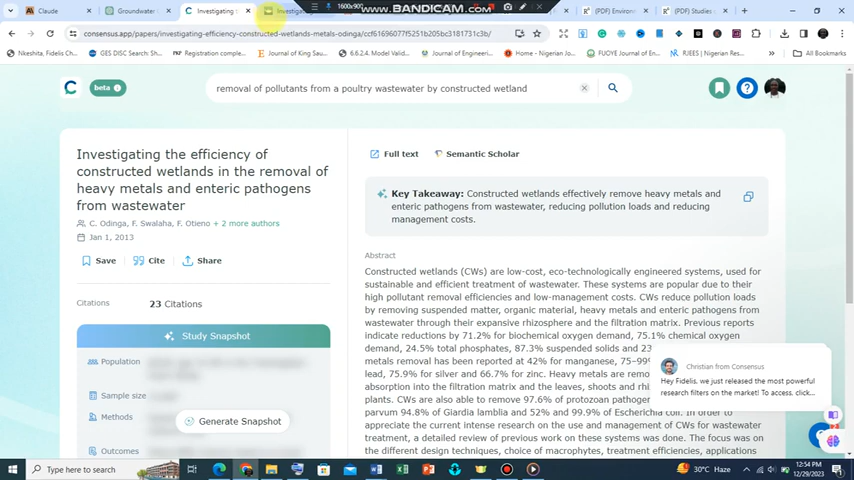 1600x900
WWW.BANDICAM.COM
Claude
Groundwater
Investigating t
Investigating
(PDF) Environ
(PDF) Studies
consensus.app/papers/investigating-efficiency-constructed-wetlands-metals-odinga/ccf61696077f5251b205bc3181731c3b/
Nkeshita, Fidelis C...
GES DISC Search: G...
Registration comple...
Journal of King Sau...
6.6.2.4. Model Valid...
Journal of Engineeri...
Home - Nigerian Jo...
FUOYE Journal of En...
RJEES | Nigerian Res...
All Bookmarks
beta
removal of pollutants from a poultry wastewater by constructed wetland
Investigating the efficiency of
constructed wetlands in the removal of
heavy metals and enteric pathogens
from wastewater
C. Odinga, F. Swalaha, F. Otieno + 2 more authors
Jan 1, 2013
Save Cite Share
Citations 23 Citations
Study Snapshot
Population
Sample size
Methods
Generate Snapshot
Outcomes
Full text Semantic Scholar
Key Takeaway: Constructed wetlands effectively remove heavy metals and
enteric pathogens from wastewater, reducing pollution loads and reducing
management costs.
Abstract
Constructed wetlands (CWs) are low-cost, eco-technologically engineered systems, used for
sustainable and efficient treatment of wastewater. These systems are popular due to their
high pollutant removal efficiencies and low-management costs. CWs reduce pollution loads
by removing suspended matter, organic material, heavy metals and enteric pathogens from
wastewater through their expansive rhizosphere and the filtration matrix. Previous reports
indicate reductions by 71.2% for biochemical oxygen demand, 75.1% chemical oxygen
demand, 24.5% total phosphates, 87.3% suspended solids and 23
metals removal has been reported at 42% for manganese, 75–99%
lead, 75.9% for silver and 66.7% for zinc. Heavy metals are remo
absorption into the filtration matrix and the leaves, shoots and rhi
plants. CWs are also able to remove 97.6% of protozoan pathogen
parvum 94.8% of Giardia lamblia and 52% and 99.9% of Escherichia coli. In order to
appreciate the current intense research on the use and management of CWs for wastewater
treatment, a detailed review of previous work on these systems was done. The focus was on
the different design techniques, choice of macrophytes, treatment efficiencies, applications
Christian from Consensus
Hey Fidelis, we just released the most powerful
research filters on the market! To access, click...
Type here to search
30°C Haze
12:54 PM
12/29/2023